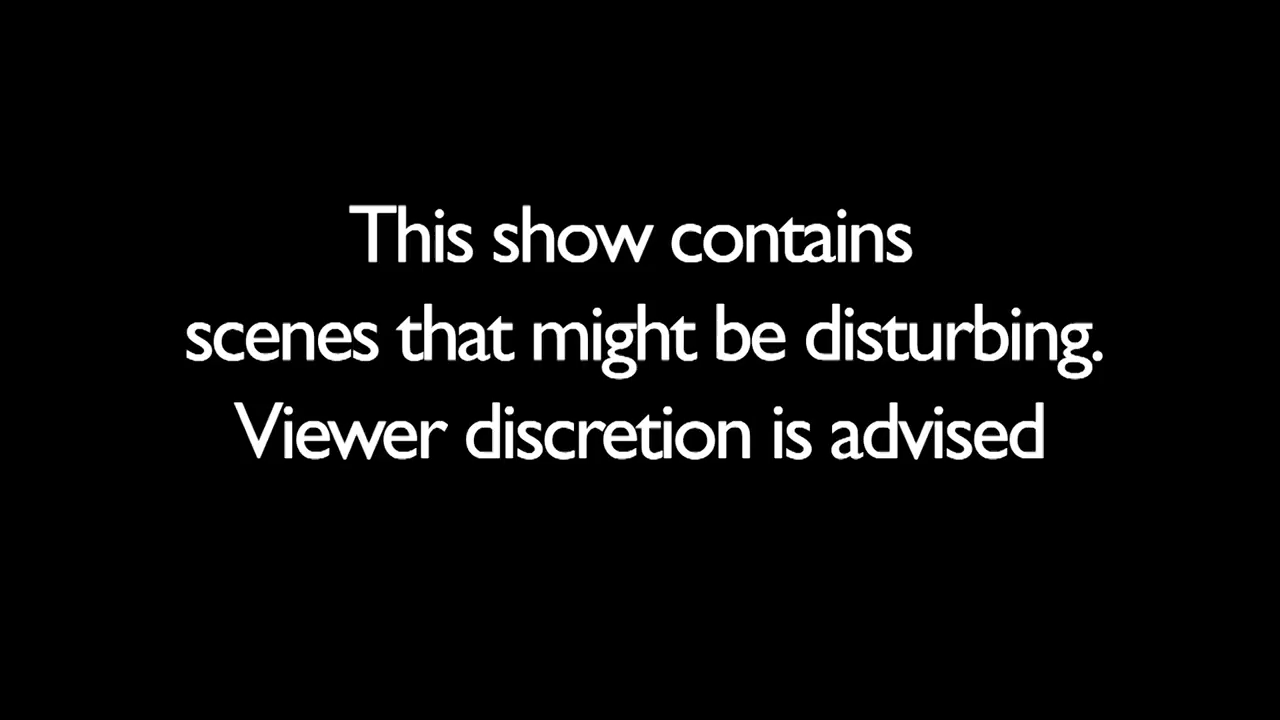 This show contains
scenes that might be disturbing.
Viewer discretion is advised